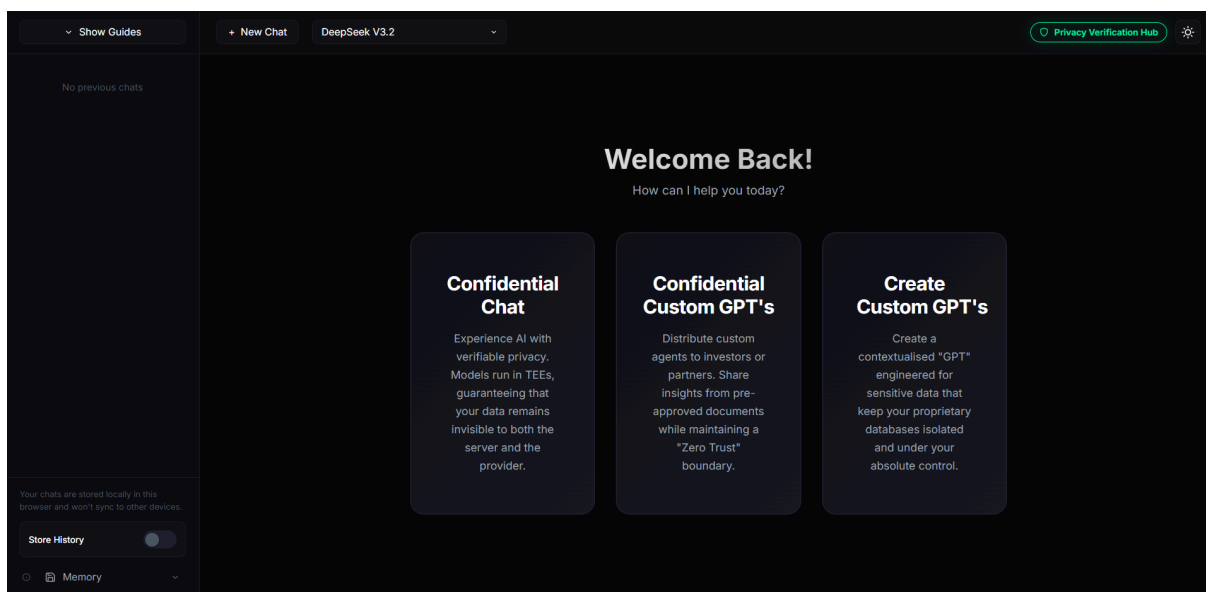 Show Guides
+ New Chat
DeepSeek V3.2
Privacy Verification Hub
No previous chats
Welcome Back!
How can I help you today?
Confidential
Chat
Experience AI with
verifiable privacy.
Models run in TEEs,
guaranteeing that
your data remains
invisible to both the
server and the
provider.
Confidential
Custom GPT's
Distribute custom
agents to investors or
partners. Share
insights from pre-
approved documents
while maintaining a
"Zero Trust"
boundary.
Create
Custom GPT's
Create a
contextualised "GPT"
engineered for
sensitive data that
keep your proprietary
databases isolated
and under your
absolute control.
Your chats are stored locally in this
browser and won't sync to other devices.
Store History
Memory